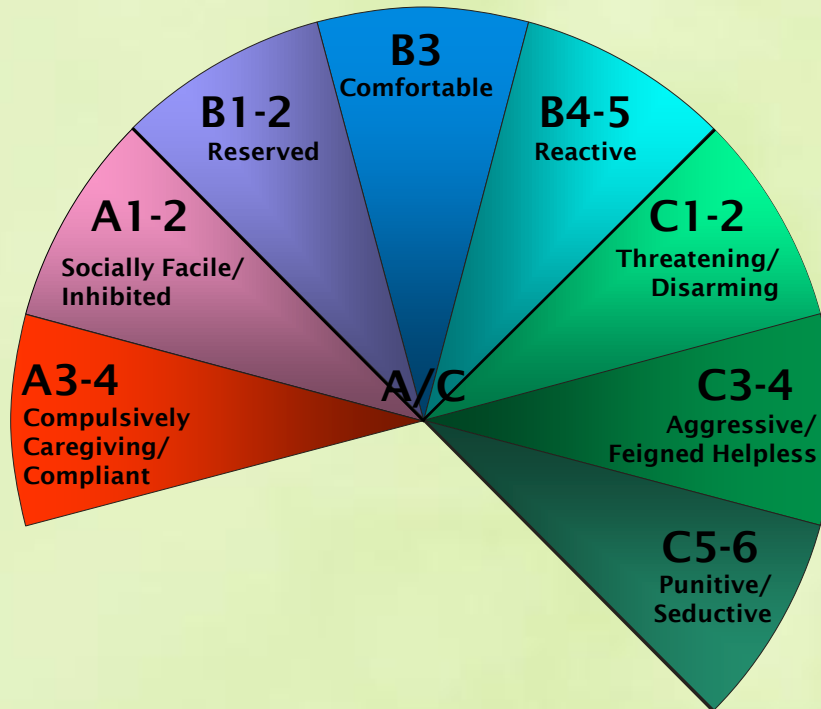 B3
Comfortable
B1-2
Reserved
B4-5
Reactive
A1-2
Socially Facile/
Inhibited
C1-2
Threatening/
Disarming
A3-4
Compulsively
Caregiving/
Compliant
A/C
C3-4
Aggressive/
Feigned Helpless
C5-6
Punitive/
Seductive